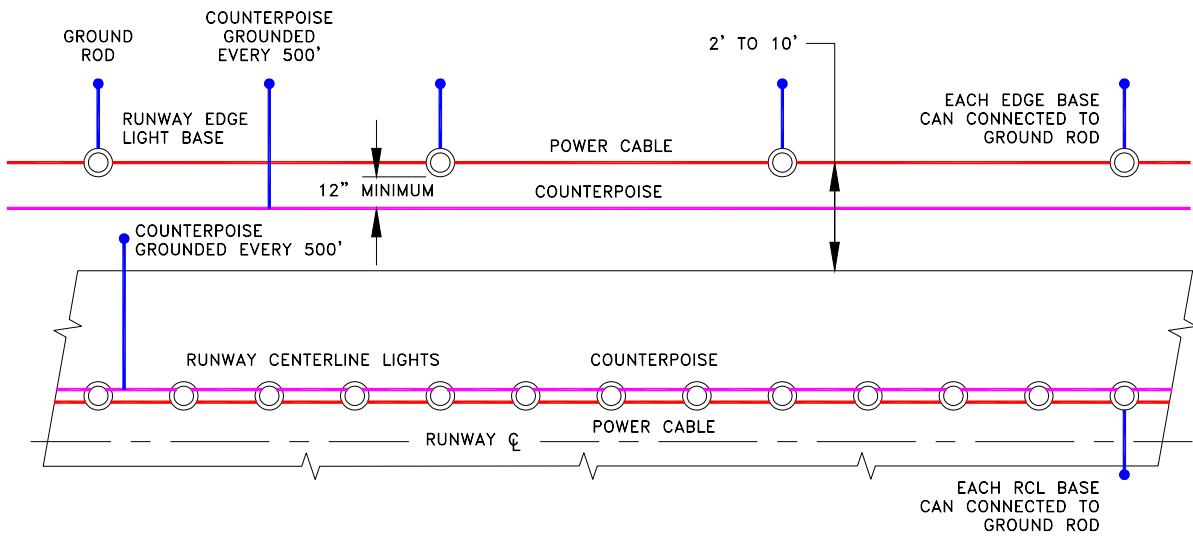 COUNTERPOISE
GROUNDED
EVERY 500'
GROUND
ROD
2' TO 10'
RUNWAY EDGE
LIGHT BASE
EACH EDGE BASE
CAN CONNECTED TO
GROUND ROD
POWER CABLE
12” MINIMUM
COUNTERPOISE
COUNTERPOISE
GROUNDED EVERY 500'
RUNWAY CENTERLINE LIGHTS
COUNTERPOISE
POWER CABLE
RUNWAY ℄
EACH RCL BASE
CAN CONNECTED TO
GROUND ROD